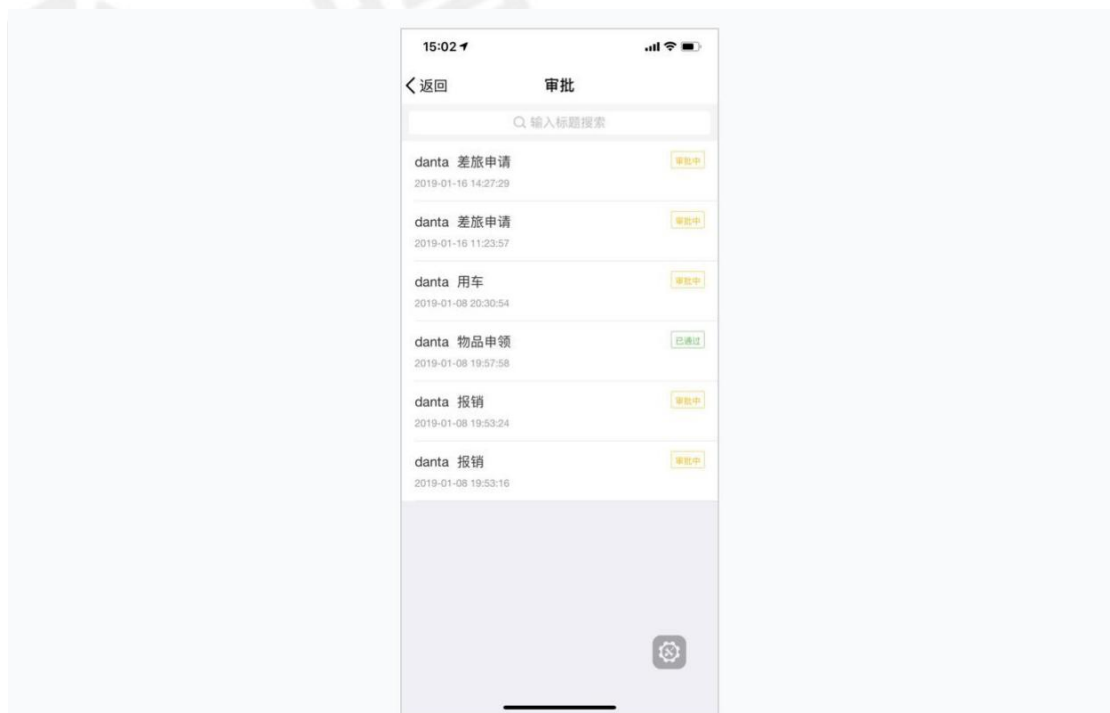 15:02
返回
审批
输入标题搜索
danta 差旅申请
审批中
2019-01-16 14:27:29
danta 差旅申请
审批中
2019-01-16 11:23:57
danta 用车
审批中
2019-01-08 20:30:54
danta 物品申领
已通过
2019-01-08 19:57:58
danta 报销
审批中
2019-01-08 19:53:24
danta 报销
审批中
2019-01-08 19:53:16